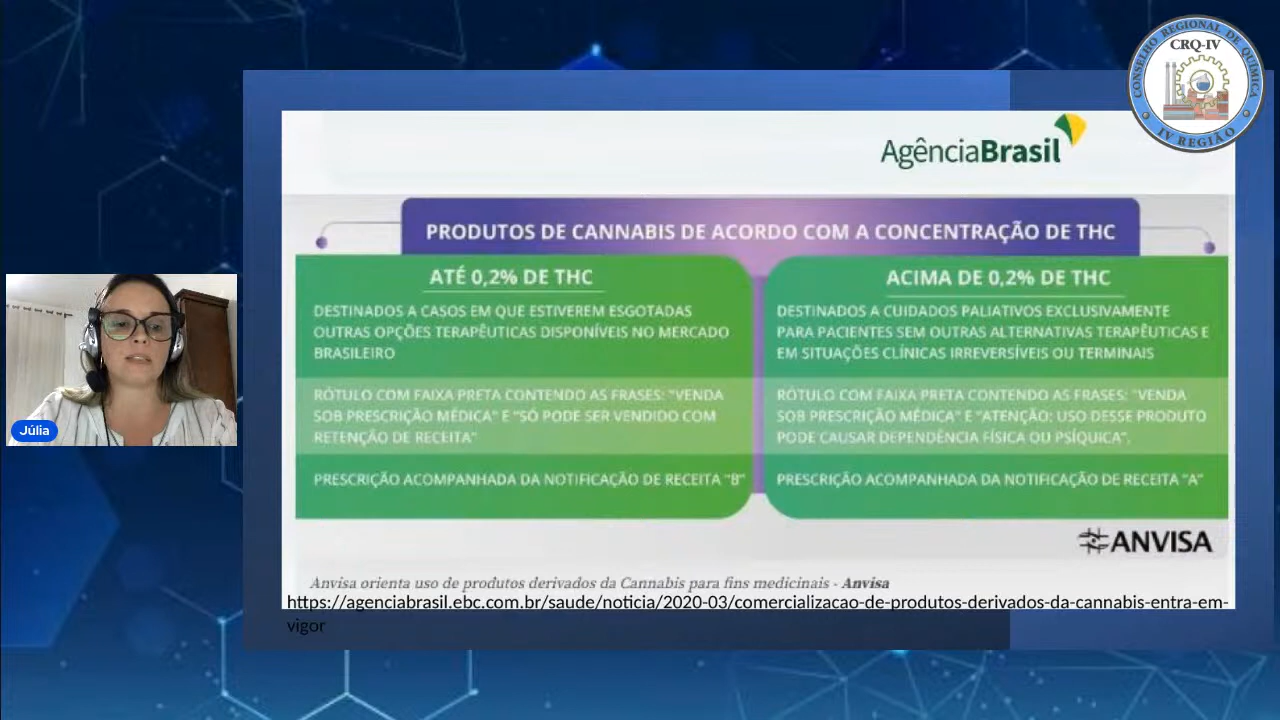 CONSELHO REGIONAL DE QUÍMICA
CRQ-IV
IV REGIÃO
AgênciaBrasil
PRODUTOS DE CANNABIS DE ACORDO COM A CONCENTRAÇÃO DE THC
ATÉ 0,2% DE THC
DESTINADOS A CASOS EM QUE ESTIVEREM ESGOTADAS
OUTRAS OPÇÕES TERAPÊUTICAS DISPONÍVEIS NO MERCADO
BRASILEIRO
RÓTULO COM FAIXA PRETA CONTENDO AS FRASES: "VENDA
SOB PRESCRIÇÃO MÉDICA" E "SÓ PODE SER VENDIDO COM
RETENÇÃO DE RECEITA"
PRESCRIÇÃO ACOMPANHADA DA NOTIFICAÇÃO DE RECEITA "B"
ACIMA DE 0,2% DE THC
DESTINADOS A CUIDADOS PALIATIVOS EXCLUSIVAMENTE
PARA PACIENTES SEM OUTRAS ALTERNATIVAS TERAPÊUTICAS E
EM SITUAÇÕES CLÍNICAS IRREVERSÍVEIS OU TERMINAIS
RÓTULO COM FAIXA PRETA CONTENDO AS FRASES: "VENDA
SOB PRESCRIÇÃO MÉDICA" E "ATENÇÃO: USO DESSE PRODUTO
PODE CAUSAR DEPENDÊNCIA FÍSICA OU PSÍQUICA".
PRESCRIÇÃO ACOMPANHADA DA NOTIFICAÇÃO DE RECEITA "A"
ANVISA
Anvisa orienta uso de produtos derivados da Cannabis para fins medicinais - Anvisa
https://agenciabrasil.ebc.com.br/saude/noticia/2020-03/comercializacao-de-produtos-derivados-da-cannabis-entra-em-
vigor
Júlia